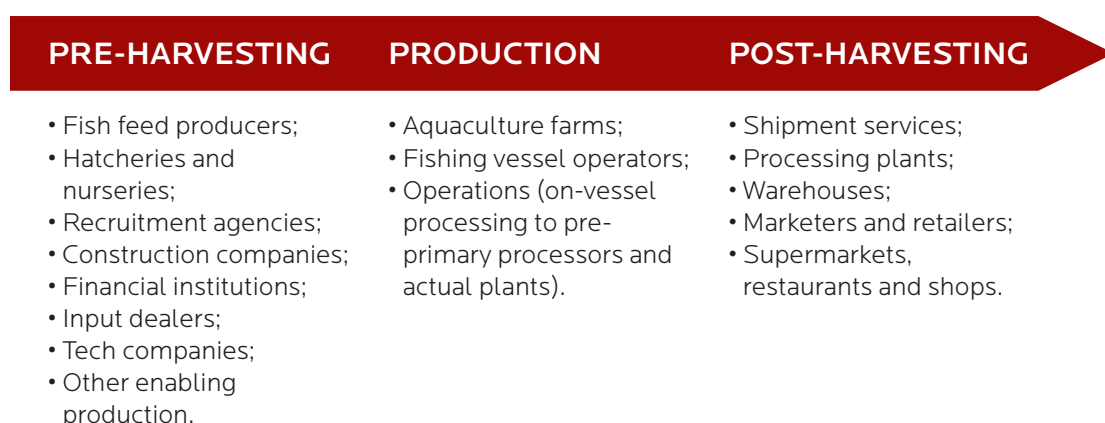 PRE-HARVESTING
• Fish feed producers;
• Hatcheries and
nurseries;
• Recruitment agencies;
• Construction companies;
• Financial institutions;
• Input dealers;
• Tech companies;
• Other enabling
production.
PRODUCTION
• Aquaculture farms;
• Fishing vessel operators;
• Operations (on-vessel
processing to pre-
primary processors and
actual plants).
POST-HARVESTING
• Shipment services;
• Processing plants;
• Warehouses;
• Marketers and retailers;
• Supermarkets,
restaurants and shops.